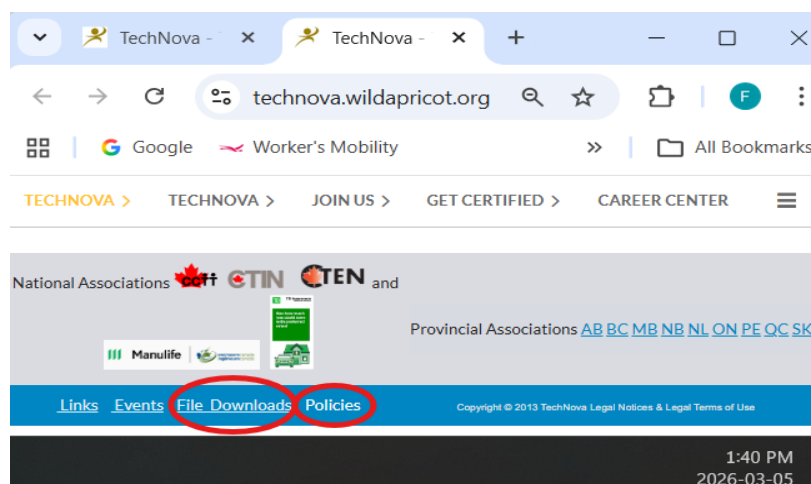 TechNova - TechNova -
technova.wildapricot.org F
Google Worker's Mobility » All Bookmarks
TECHNOVA > TECHNOVA > JOIN US > GET CERTIFIED > CAREER CENTER
National Associations ccff CTIN CTEN and
Provincial Associations AB BC MB NB NL ON PE QC SK
Manulife
Links Events File Downloads Policies Copyright © 2013 TechNova Legal Notices & Legal Terms of Use
1:40 PM
2026-03-05